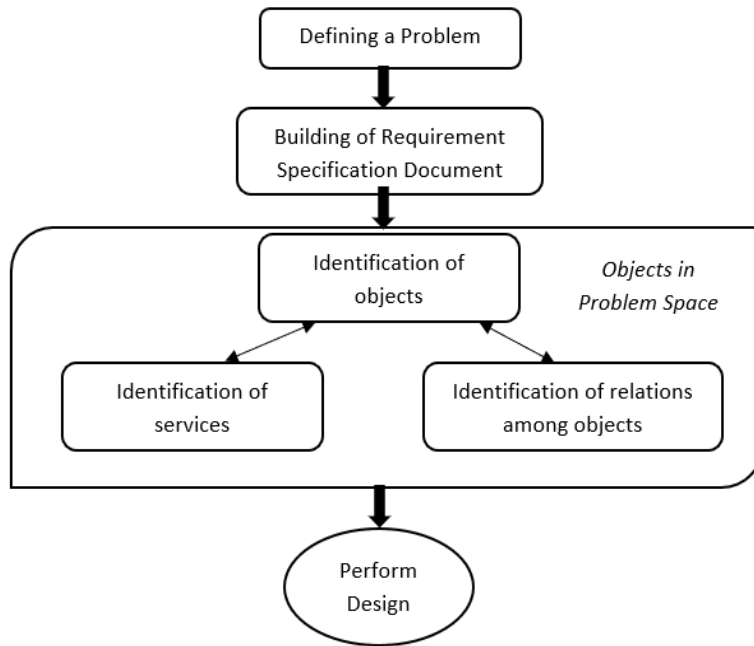 Defining a Problem
Building of Requirement
Specification Document
Identification of
objects
Objects in
Problem Space
Identification of
services
Identification of relations
among objects
Perform
Design